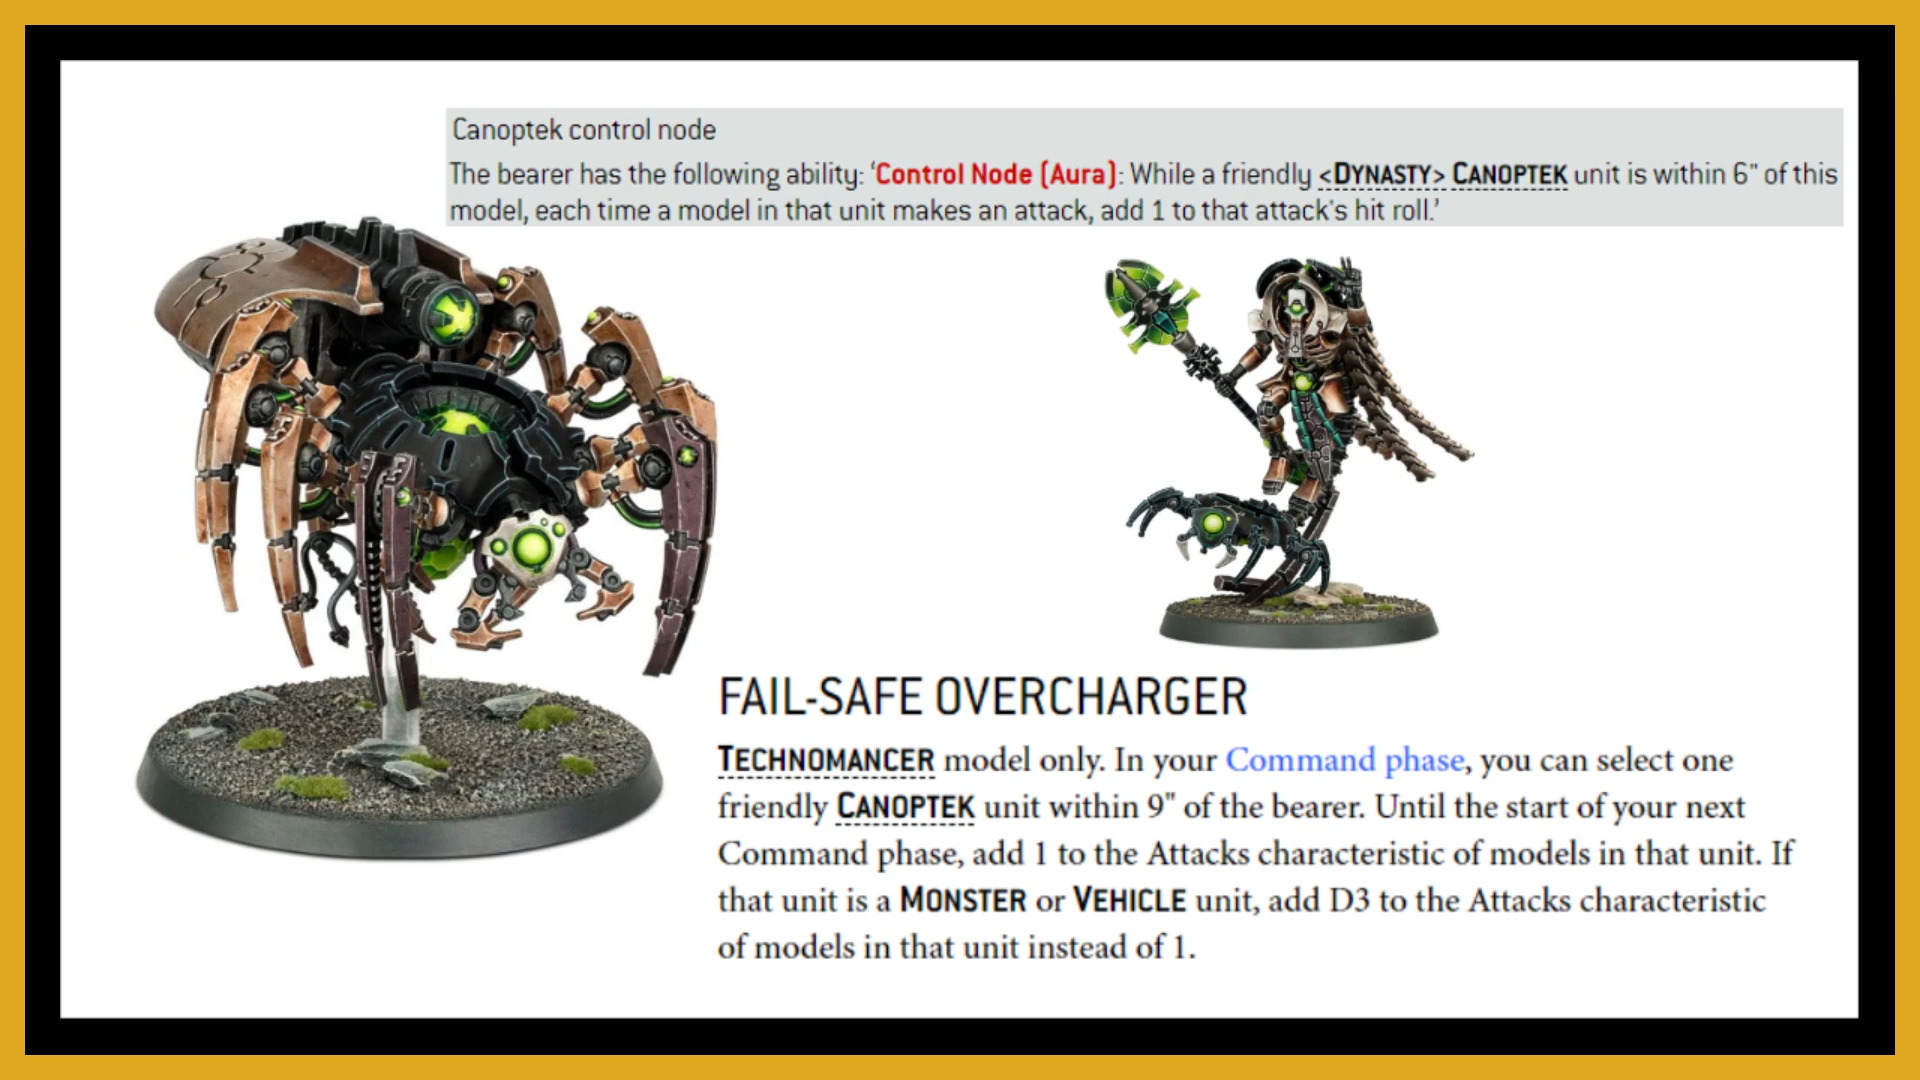 Canoptek control node
The bearer has the following ability: ‘Control Node (Aura): While a friendly <DYNASTY> CANOPTEK unit is within 6" of this
model, each time a model in that unit makes an attack, add 1 to that attack's hit roll.’
FAIL-SAFE OVERCHARGER
TECHNOMANCER model only. In your Command phase, you can select one
friendly CANOPTEK unit within 9" of the bearer. Until the start of your next
Command phase, add 1 to the Attacks characteristic of models in that unit. If
that unit is a MONSTER or VEHICLE unit, add D3 to the Attacks characteristic
of models in that unit instead of 1.